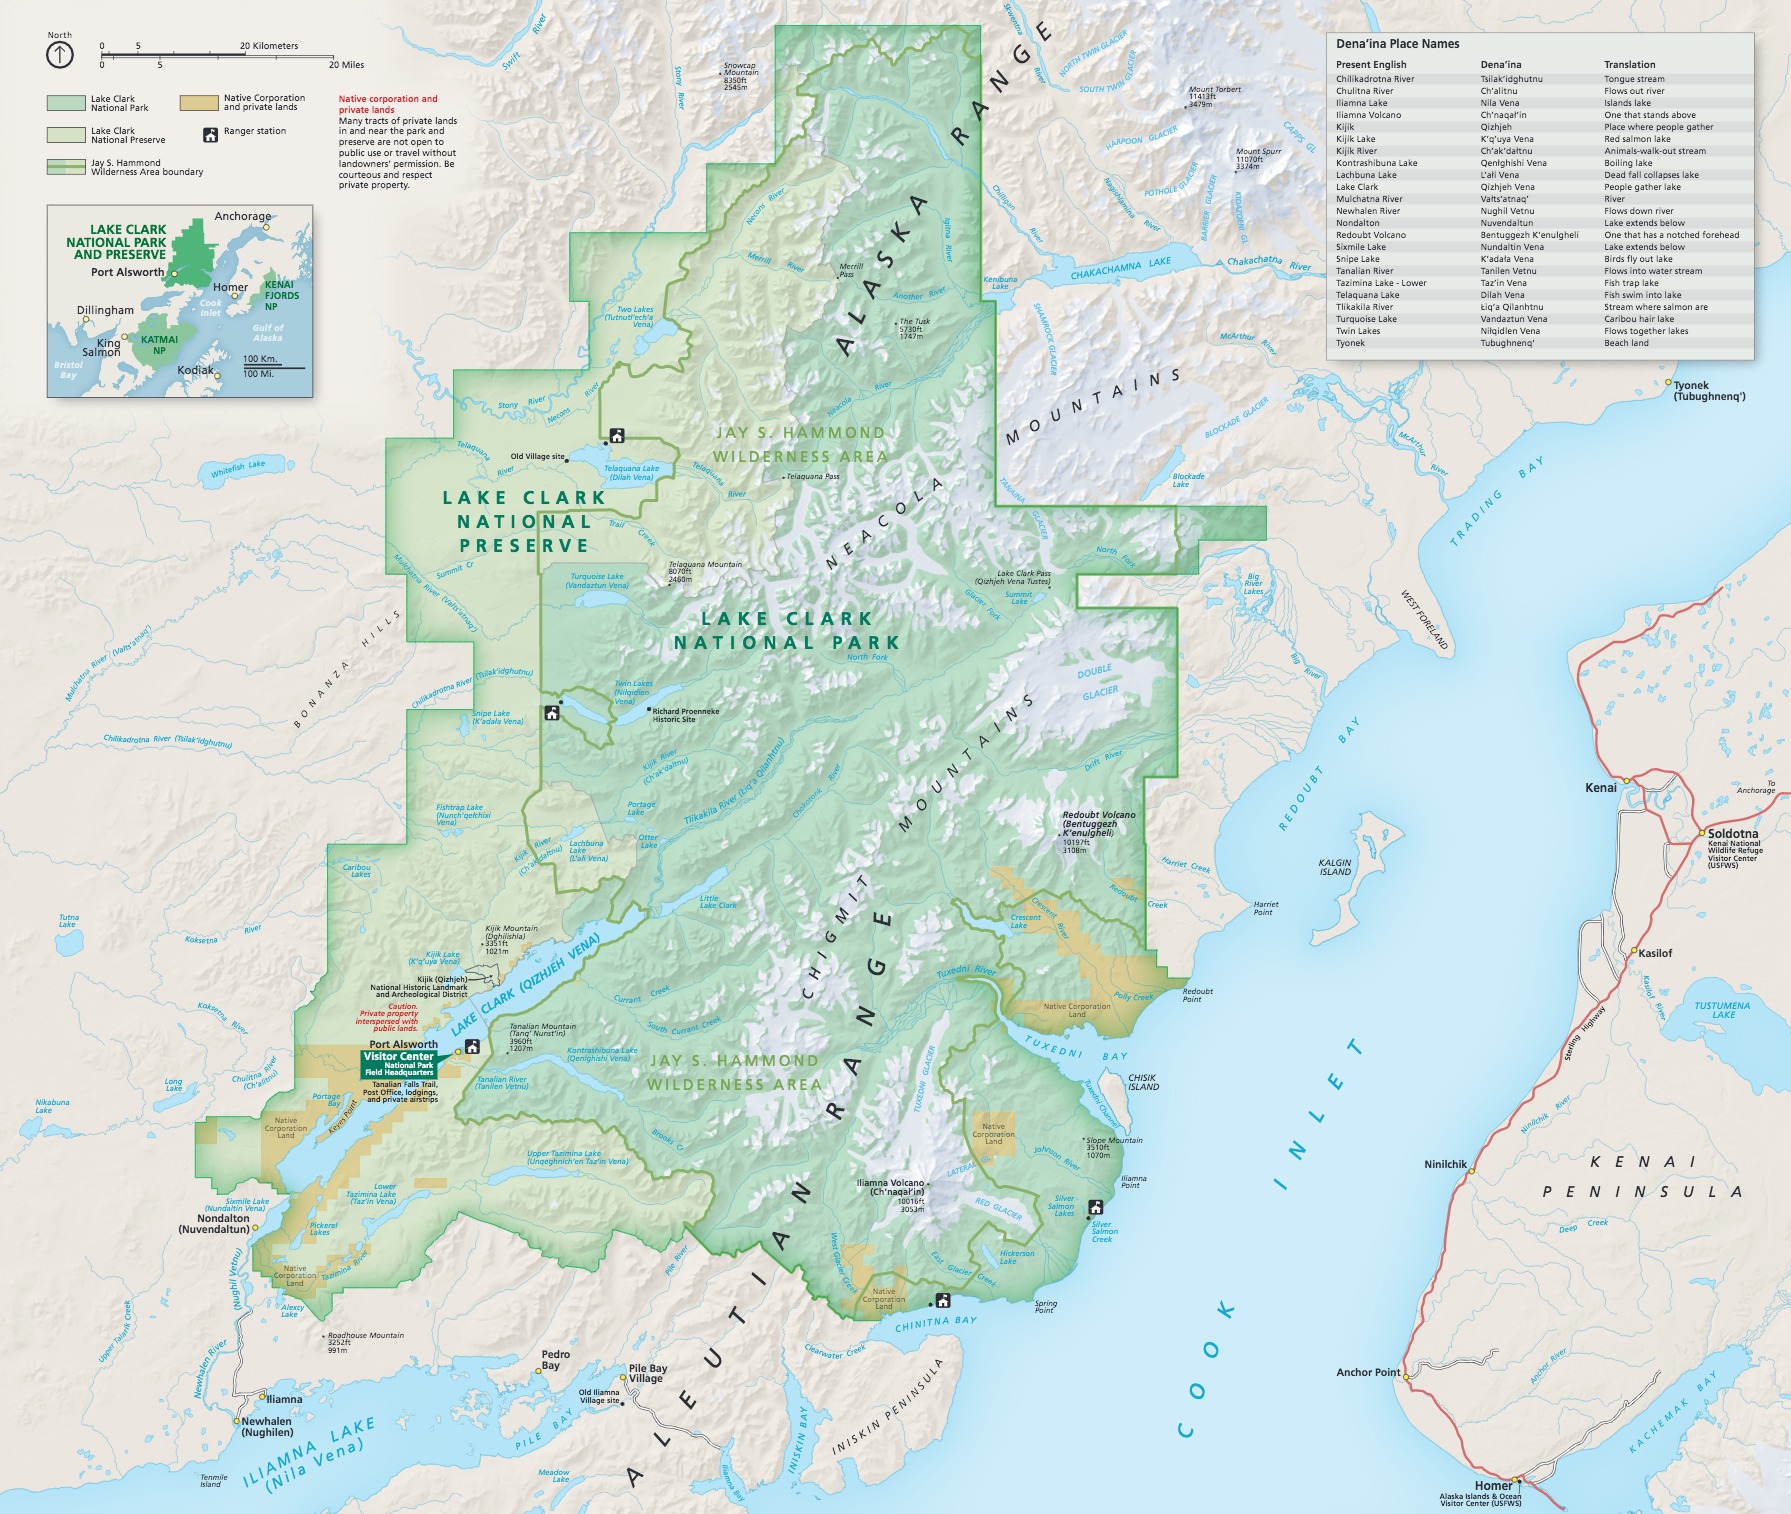 North
0 5 20 Kilometers
0 5 20 Miles
Lake Clark
National Park
Native Corporation
and private lands
Lake Clark
National Preserve
Ranger station
Jay S. Hammond
Wilderness Area boundary
Native corporation and
private lands
Many tracts of private lands
in and near the park and
preserve are not open to
public use or travel without
landowners' permission. Be
courteous and respect
private property.
LAKE CLARK
NATIONAL PARK
AND PRESERVE
Anchorage
Port Alsworth
Homer
KENAI
FJORDS
NP
Cook
Inlet
Dillingham
Gulf of
Alaska
King
Salmon
KATMAI
NP
Bristol
Bay
Kodiak
100 Km.
100 Mi.
Dena'ina Place Names
Present English Dena'ina Translation
Chilikadrotna River Tsilak'idghutnu Tongue stream
Chulitna River Ch'alitnu Flows out river
Iliamna Lake Nila Vena Islands lake
Iliamna Volcano Ch'naqał'in One that stands above
Kijik Qizhjeh Place where people gather
Kijik Lake K'q'uya Vena Red salmon lake
Kijik River Ch'ak'dałtnu Animals-walk-out stream
Kontrashibuna Lake Qenłghishi Vena Boiling lake
Lachbuna Lake L'ali Vena Dead fall collapses lake
Lake Clark Qizhjeh Vena People gather lake
Mulchatna River Vałts'atnaq' River
Newhalen River Nughil Vetnu Flows down river
Nondalton Nuvendaltun Lake extends below
Redoubt Volcano Bentuggezh K'enulgheli One that has a notched forehead
Sixmile Lake Nundaltin Vena Lake extends below
Snipe Lake K'adała Vena Birds fly out lake
Tanalian River Tanilen Vetnu Flows into water stream
Tazimina Lake - Lower Taz'in Vena Fish trap lake
Telaquana Lake Dilah Vena Fish swim into lake
Tlikakila River Łiq'a Qilanhtnu Stream where salmon are
Turquoise Lake Vandaztun Vena Caribou hair lake
Twin Lakes Niłqidlen Vena Flows together lakes
Tyonek Tubughnenq' Beach land
Swift River
Stony River
Snowcap
Mountain
8350ft
2545m
Skwentna River
NORTH TWIN GLACIER
SOUTH TWIN GLACIER
Mount Torbert
11413ft
3479m
HARPOON GLACIER
CAPPS GL
Mount Spurr
11070ft
3374m
POTHOLE GLACIER
BARRIER GLACIER
KIDAZQENI GL
Nagishlamina River
Chilligan River
Igitna River
Necons River
Merrill River
Merrill
Pass
Another River
ALASKA RANGE
Kenibuna
Lake
CHAKACHAMNA LAKE
Chakachatna River
Two Lakes
(Tutnutl'ech'a
Vena)
The Tusk
5730ft
1747m
SHAMROCK GLACIER
McArthur River
Tyonek
(Tubughnenq')
Stony River
Necons River
Neacola River
NEACOLA MOUNTAINS
BLOCKADE GLACIER
McArthur River
JAY S. HAMMOND
WILDERNESS AREA
Telaquana River
Old Village site
Telaquana Lake
(Dilah Vena)
Telaquana River
Telaquana Pass
Whitefish Lake
Blockade
Lake
TRADING BAY
LAKE CLARK
NATIONAL
PRESERVE
TANAINA GLACIER
Trail Creek
North Fork
Mulchatna River (Vałts'atnaq')
Summit Cr
Turquoise Lake
(Vandaztun Vena)
Telaquana Mountain
8070ft
2460m
Lake Clark Pass
(Qizhjeh Vena Tustes)
Summit
Lake
Glacier Fork
Big
River
Lakes
WEST FORELAND
LAKE CLARK
NATIONAL PARK
North Fork
Big River
Mulchatna River (Vałts'atnaq')
BONANZA HILLS
Chilikadrotna River (Tsilak'idghutnu)
DOUBLE
GLACIER
Twin Lakes
(Niłqidlen
Vena)
Richard Proenneke
Historic Site
Snipe Lake
(K'adała Vena)
Chilikadrotna River (Tsilak'idghutnu)
Kijik River
(Ch'ak'dałtnu)
Drift River
REDOUBT BAY
Tlikakila River (Łiq'a Qilanhtnu)
Chokotonk River
Fishtrap Lake
(Nunch'qełchixi
Vena)
Portage
Lake
Otter
Lake
Redoubt Volcano
(Bentuggezh
K'enulgheli)
10197ft
3108m
Kenai
To
Anchorage
Soldotna
Kenai National
Wildlife Refuge
Visitor Center
(USFWS)
KALGIN
ISLAND
Kijik River
(Ch'ak'dałtnu)
Lachbuna
Lake
(L'ali Vena)
Caribou
Lakes
Harriet Creek
Redoubt Creek
Harriet
Point
Little
Lake Clark
CHIGMIT MOUNTAINS
Crescent
Lake
Crescent River
Tutna
Lake
Koksetna River
Kijik Mountain
(Dghilishla)
3351ft
1021m
Kijik Lake
(K'q'uya Vena)
Kijik (Qizhjeh)
National Historic Landmark
and Archeological District
LAKE CLARK (QIZHJEH VENA)
Currant Creek
Tuxedni River
Polly Creek
Redoubt
Point
Native Corporation
Land
Kasilof
Kasilof River
TUSTUMENA
LAKE
Koksetna River
Caution.
Private property
interspersed with
public lands.
Port Alsworth
Visitor Center
National Park
Field Headquarters
Tanalian Falls Trail,
Post Office, lodgings,
and private airstrips
Tanalian Mountain
(Tanq' Nunst'in)
3960ft
1207m
South Currant Creek
Kontrashibuna Lake
(Qenlghishi Vena)
Tanalian River
(Tanilen Vetnu)
JAY S. HAMMOND
WILDERNESS AREA
TUXEDNI GLACIER
TUXEDNI BAY
CHISIK
ISLAND
Tuxedni Channel
Sterling Highway
Long
Lake
Chulitna River
(Ch'alitnu)
Nikabuna
Lake
Portage
Bay
Keyes Point
Native
Corporation
Land
Brooks Cr
Native
Corporation
Land
Slope Mountain
3510ft
1070m
Johnson River
Ninilchik River
Upper Tazimina Lake
(Unqeghnich'en Taz'in Vena)
LATERAL GL
Iliamna
Point
Ninilchik
KENAI
PENINSULA
Iliamna Volcano
(Ch'naqał'in)
10016ft
3053m
RED GLACIER
Silver
Salmon
Lakes
Silver
Salmon
Creek
Sixmile Lake
(Nundaltin Vena)
Nondalton
(Nuvendaltun)
Lower
Tazimina Lake
(Taz'in Vena)
Pickerel
Lakes
Deep Creek
Native
Corporation
Land
Tazimina River
Alexcy
Lake
(Nughil Vetnu)
Newhalen River
Upper Talarik Creek
Pile River
West Glacier Creek
East Glacier Creek
Hickerson
Lake
Native
Corporation
Land
Spring
Point
CHINITNA BAY
COOK INLET
Roadhouse Mountain
3252ft
991m
Clearwater Creek
Pedro
Bay
Pile Bay
Village
Old Iliamna
Village site
Iliamna
Newhalen
(Nughilen)
ILIAMNA LAKE
(Nila Vena)
PILE BAY
Tenmile
Island
Meadow
Lake
Iliamna Bay
INISKIN BAY
INISKIN PENINSULA
ALEUTIAN RANGE
Anchor Point
Anchor River
KACHEMAK BAY
Homer
Alaska Islands & Ocean
Visitor Center (USFWS)